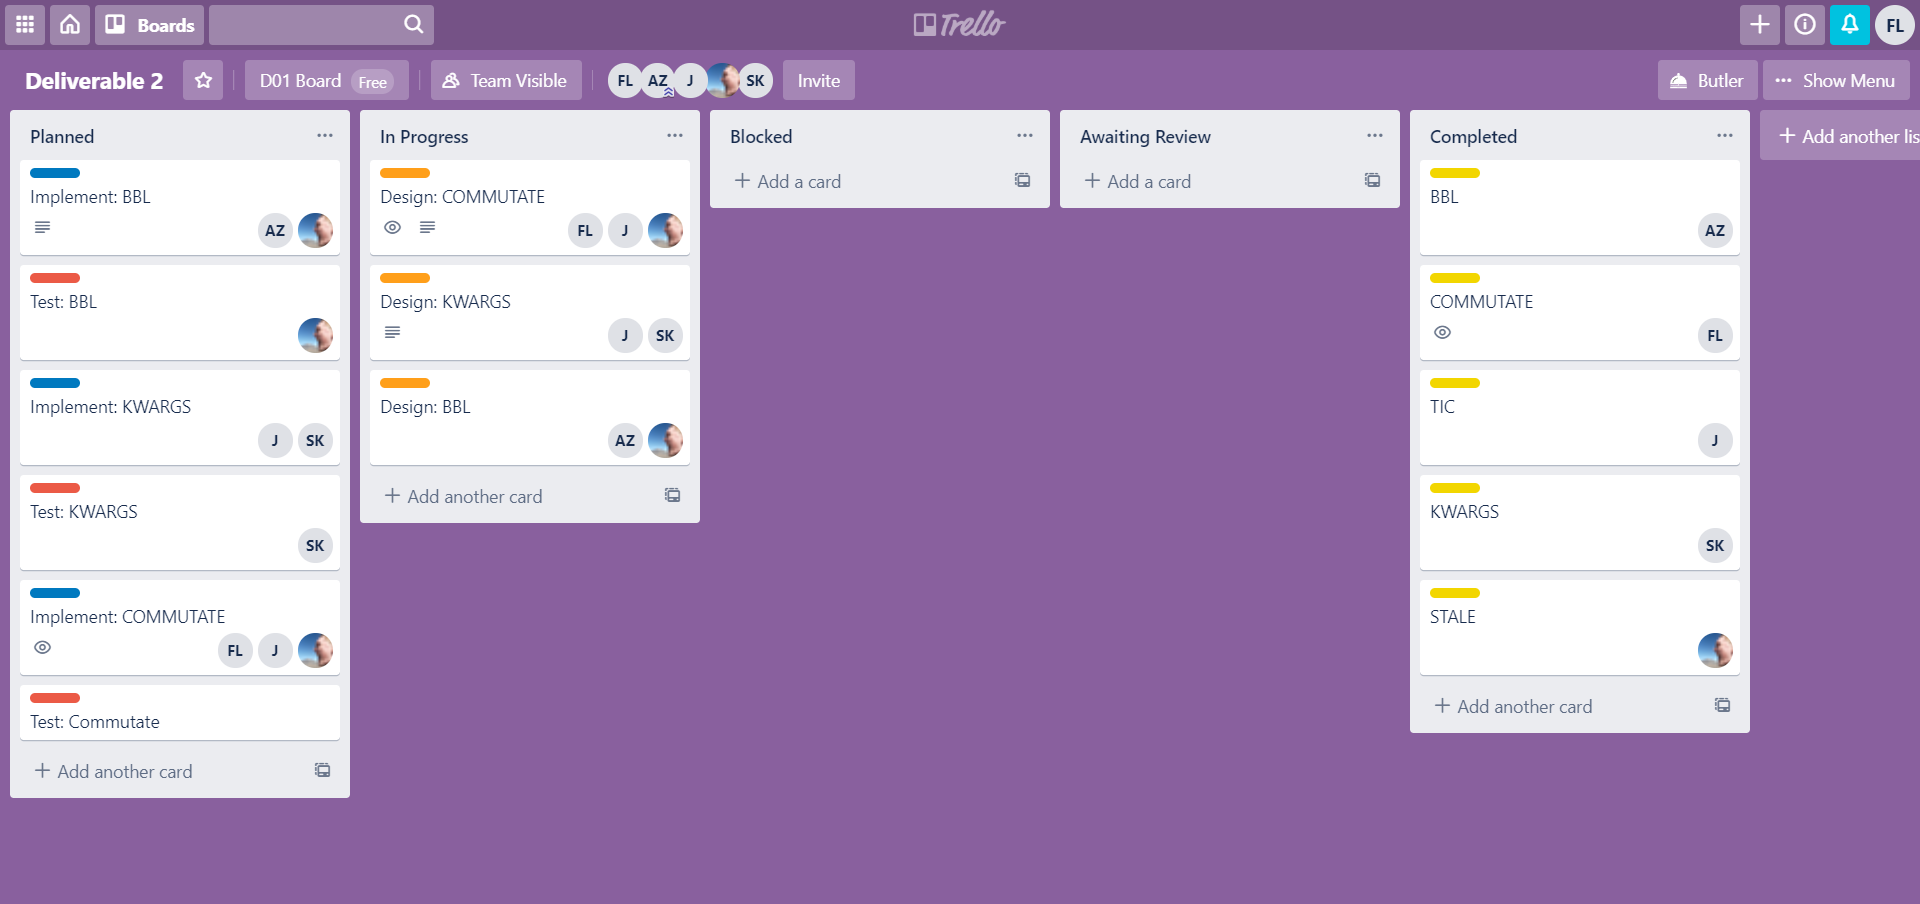 Boards
Trello
FL
Deliverable 2
D01 Board Free
Team Visible
FL AZ J SK
Invite
Butler
Show Menu
Planned
Implement: BBL
AZ
Test: BBL
Implement: KWARGS
J SK
Test: KWARGS
SK
Implement: COMMUTATE
FL J
Test: Commutate
Add another card
In Progress
Design: COMMUTATE
FL J
Design: KWARGS
J SK
Design: BBL
AZ
Add another card
Blocked
Add a card
Awaiting Review
Add a card
Completed
BBL
AZ
COMMUTATE
FL
TIC
J
KWARGS
SK
STALE
Add another card
Add another lis